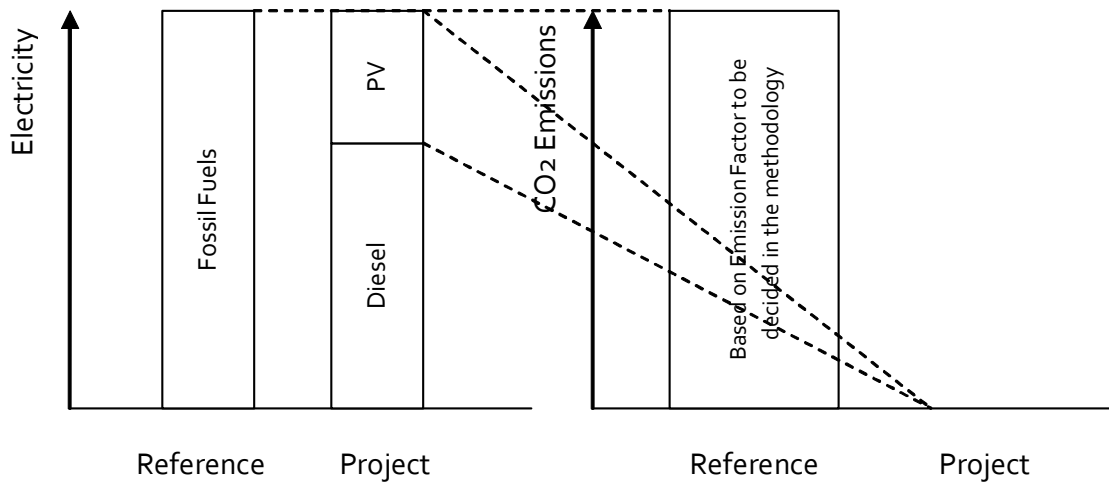 Electricity
Fossil Fuels
PV
Diesel
Reference
Project
CO2 Emissions
Based on Emission Factor to be
decided in the methodology
Reference
Project